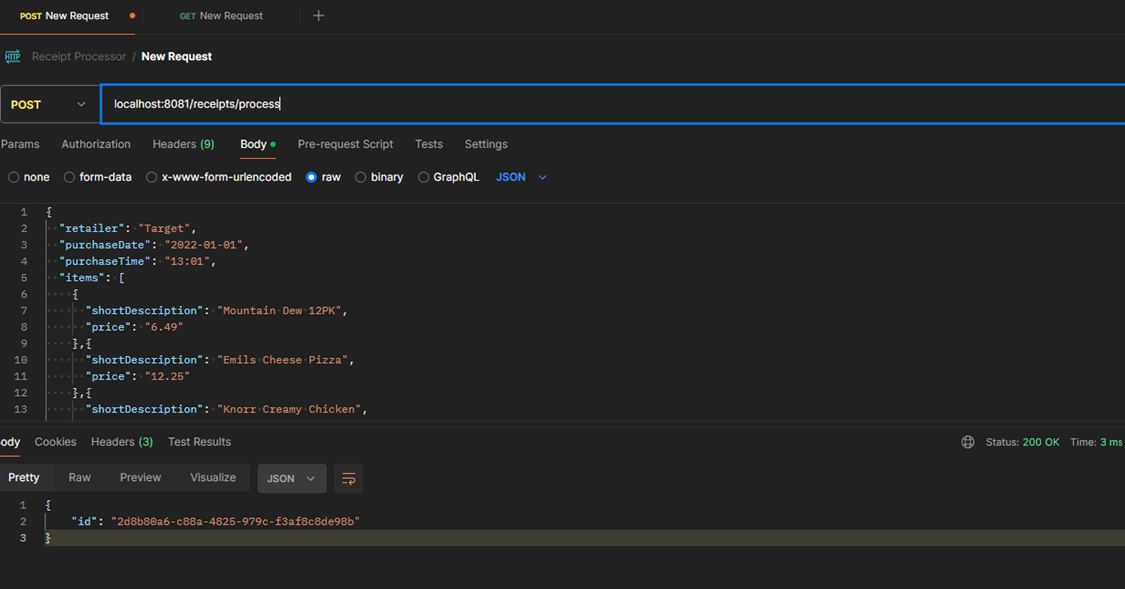 POST New Request GET New Request
HTTP Receipt Processor / New Request
POST localhost:8081/receipts/process
Params Authorization Headers (9) Body Pre-request Script Tests Settings
none form-data x-www-form-urlencoded raw binary GraphQL JSON
1 {
2 "retailer": "Target",
3 "purchaseDate": "2022-01-01",
4 "purchaseTime": "13:01",
5 "items": [
6 {
7 "shortDescription": "Mountain Dew 12PK",
8 "price": "6.49"
9 },{
10 "shortDescription": "Emils Cheese Pizza",
11 "price": "12.25"
12 },{
13 "shortDescription": "Knorr Creamy Chicken",
ody Cookies Headers (3) Test Results Status: 200 OK Time: 3 ms
Pretty Raw Preview Visualize JSON
1 {
2 "id": "2d8b80a6-c88a-4825-979c-f3af8c8de98b"
3 }